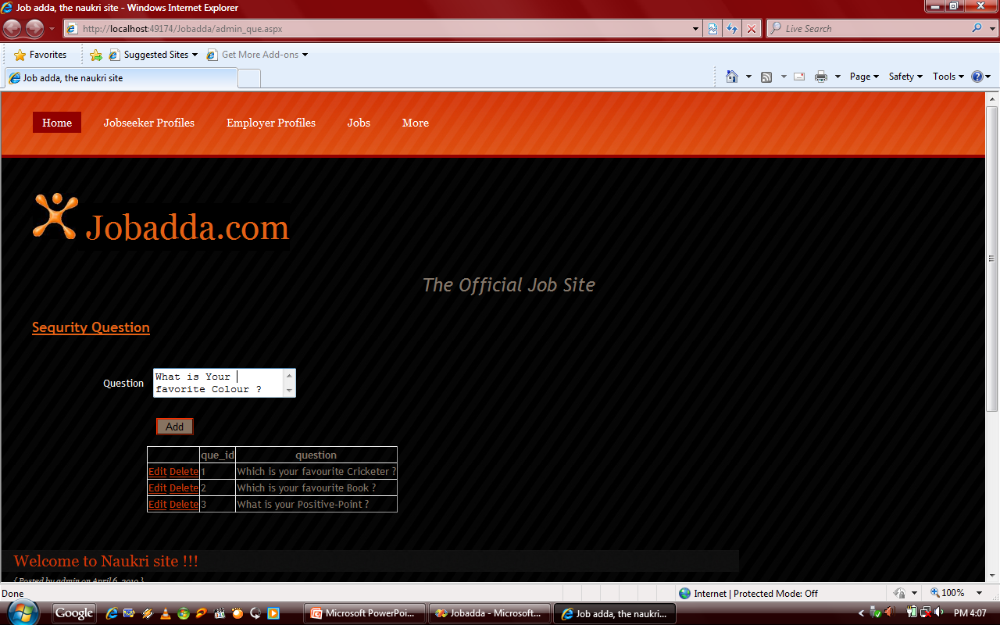 Job adda, the naukri site - Windows Internet Explorer
http://localhost:49174/Jobadda/admin_que.aspx
Live Search
Favorites Suggested Sites Get More Add-ons
Job adda, the naukri site
Page Safety Tools
Home Jobseeker Profiles Employer Profiles Jobs More
Jobadda.com
The Official Job Site
Sequrity Question
Question
What is Your
favorite Colour ?
Add
que_id question
Edit Delete 1 Which is your favourite Cricketer ?
Edit Delete 2 Which is your favourite Book ?
Edit Delete 3 What is your Positive-Point ?
Welcome to Naukri site !!!
{ Posted by admin on April 6, 2010 }
Done Internet | Protected Mode: Off 100%
Google Microsoft PowerPoi... Jobadda - Microsoft... Job adda, the naukri... PM 4:07